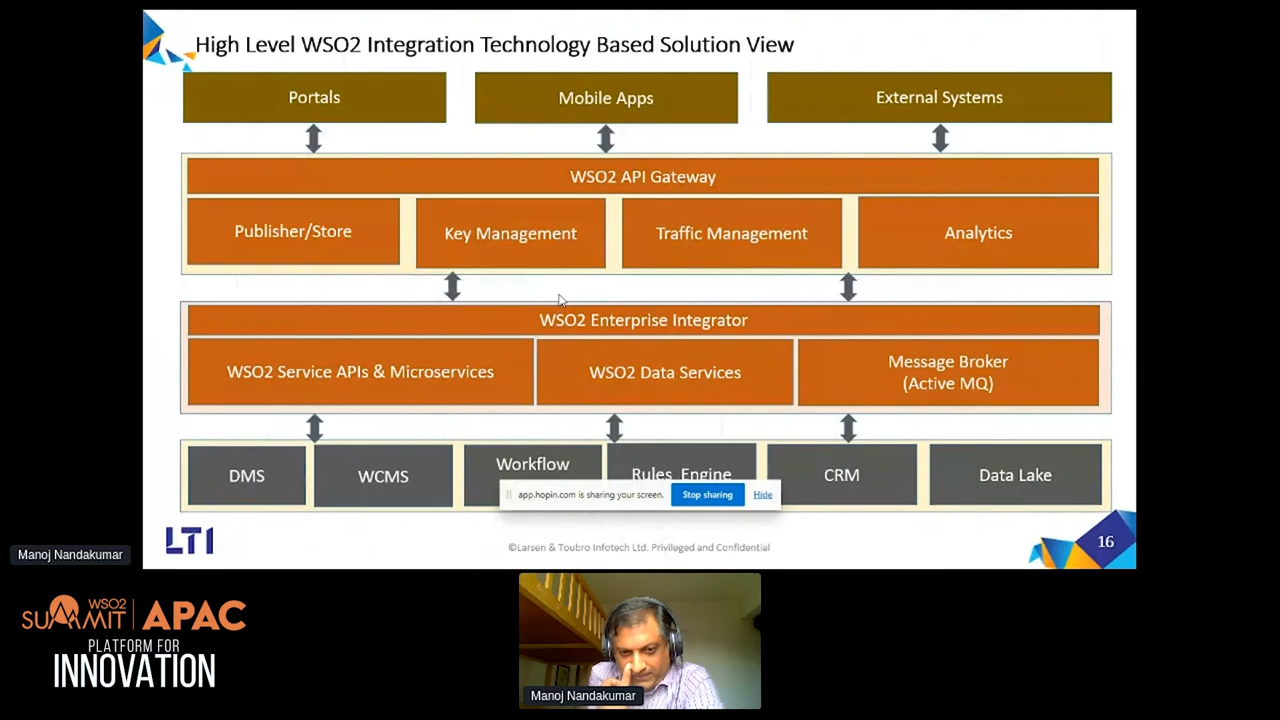 High Level WSO2 Integration Technology Based Solution View
Portals
Mobile Apps
External Systems
WSO2 API Gateway
Publisher/Store
Key Management
Traffic Management
Analytics
WSO2 Enterprise Integrator
WSO2 Service APIs & Microservices
WSO2 Data Services
Message Broker
(Active MQ)
DMS
WCMS
Workflow
Rules Engine
CRM
Data Lake
app.hopin.com is sharing your screen.
Stop sharing
Hide
LTI
©Larsen & Toubro Infotech Ltd. Privileged and Confidential
16
Manoj Nandakumar
WSO2
SUMMIT
APAC
PLATFORM FOR
INNOVATION
Manoj Nandakumar